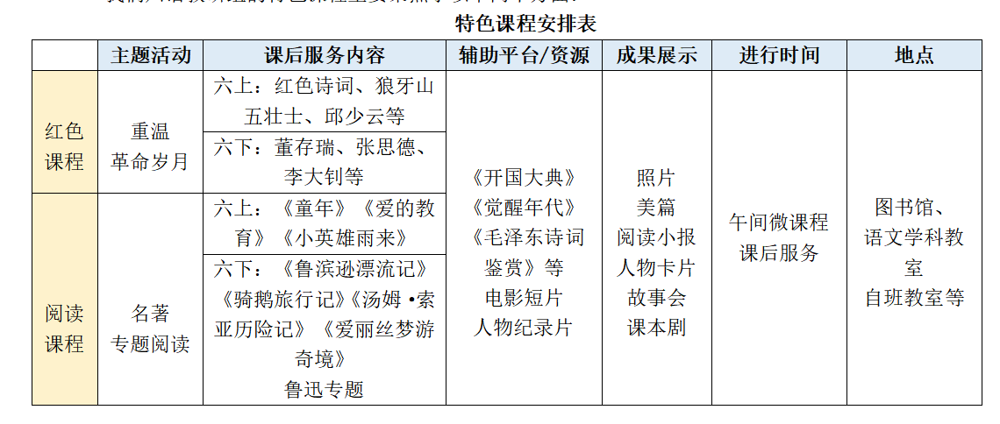 特色课程安排表
主题活动 课后服务内容 辅助平台/资源 成果展示 进行时间 地点
红色
课程
重温
革命岁月
六上：红色诗词、狼牙山
五壮士、邱少云等
六下：董存瑞、张思德、
李大钊等
阅读
课程
名著
专题阅读
六上：《童年》《爱的教
育》《小英雄雨来》
六下：《鲁滨逊漂流记》
《骑鹅旅行记》《汤姆·索
亚历险记》《爱丽丝梦游
奇境》
鲁迅专题
《开国大典》
《觉醒年代》
《毛泽东诗词
鉴赏》等
电影短片
人物纪录片
照片
美篇
阅读小报
人物卡片
故事会
课本剧
午间微课程
课后服务
图书馆、
语文学科教
室
自班教室等